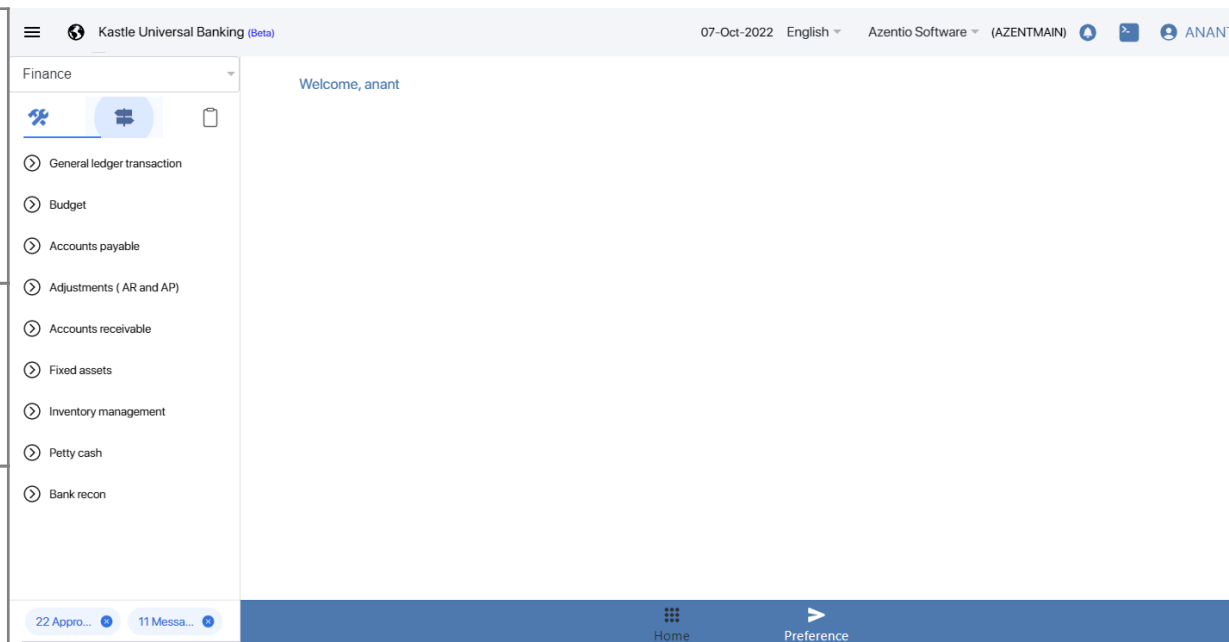 Kastle Universal Banking (Beta)
07-Oct-2022 English Azentio Software (AZENTMAIN) ANANT
Finance
Welcome, anant
General ledger transaction
Budget
Accounts payable
Adjustments ( AR and AP)
Accounts receivable
Fixed assets
Inventory management
Petty cash
Bank recon
22 Appro... 11 Messa...
Home Preference